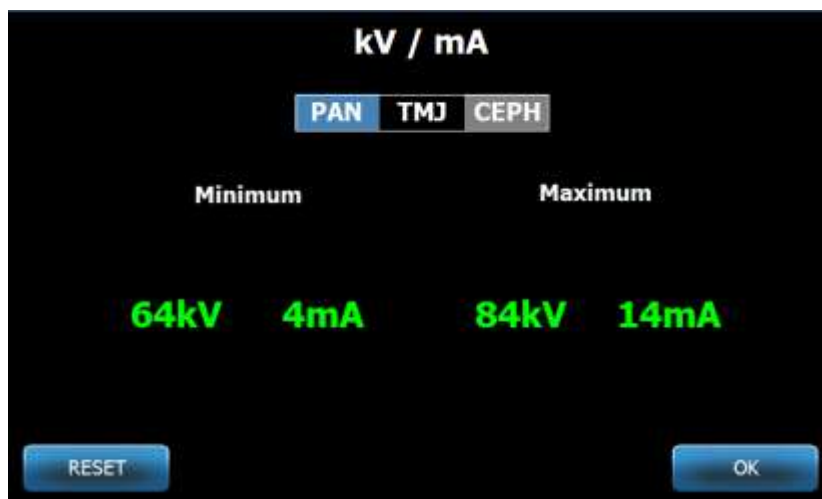 kV / mA
PAN TMJ CEPH
Minimum Maximum
64kV 4mA 84kV 14mA
RESET OK